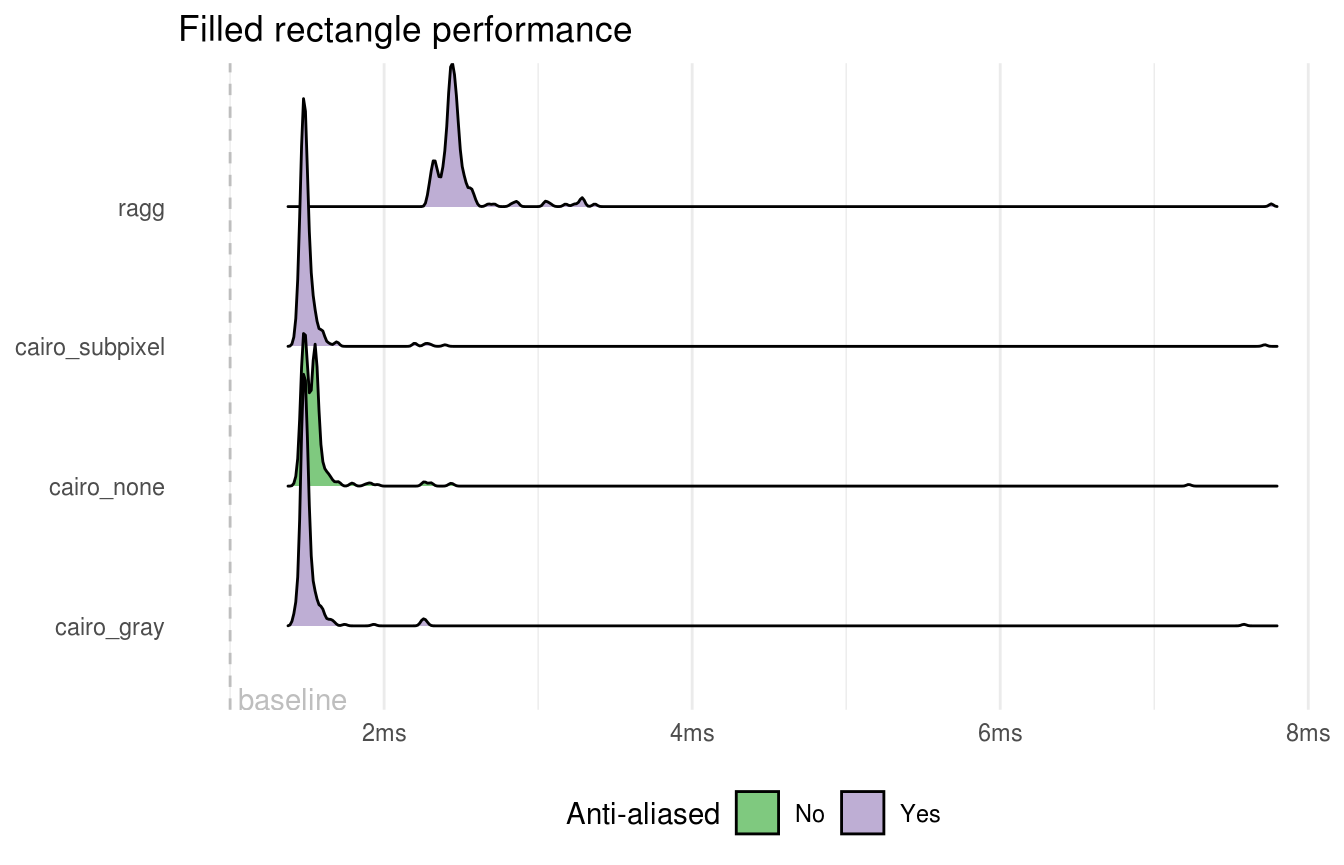 Filled rectangle performance
ragg
cairo_subpixel
cairo_none
cairo_gray
baseline
2ms 4ms 6ms 8ms
Anti-aliased No Yes